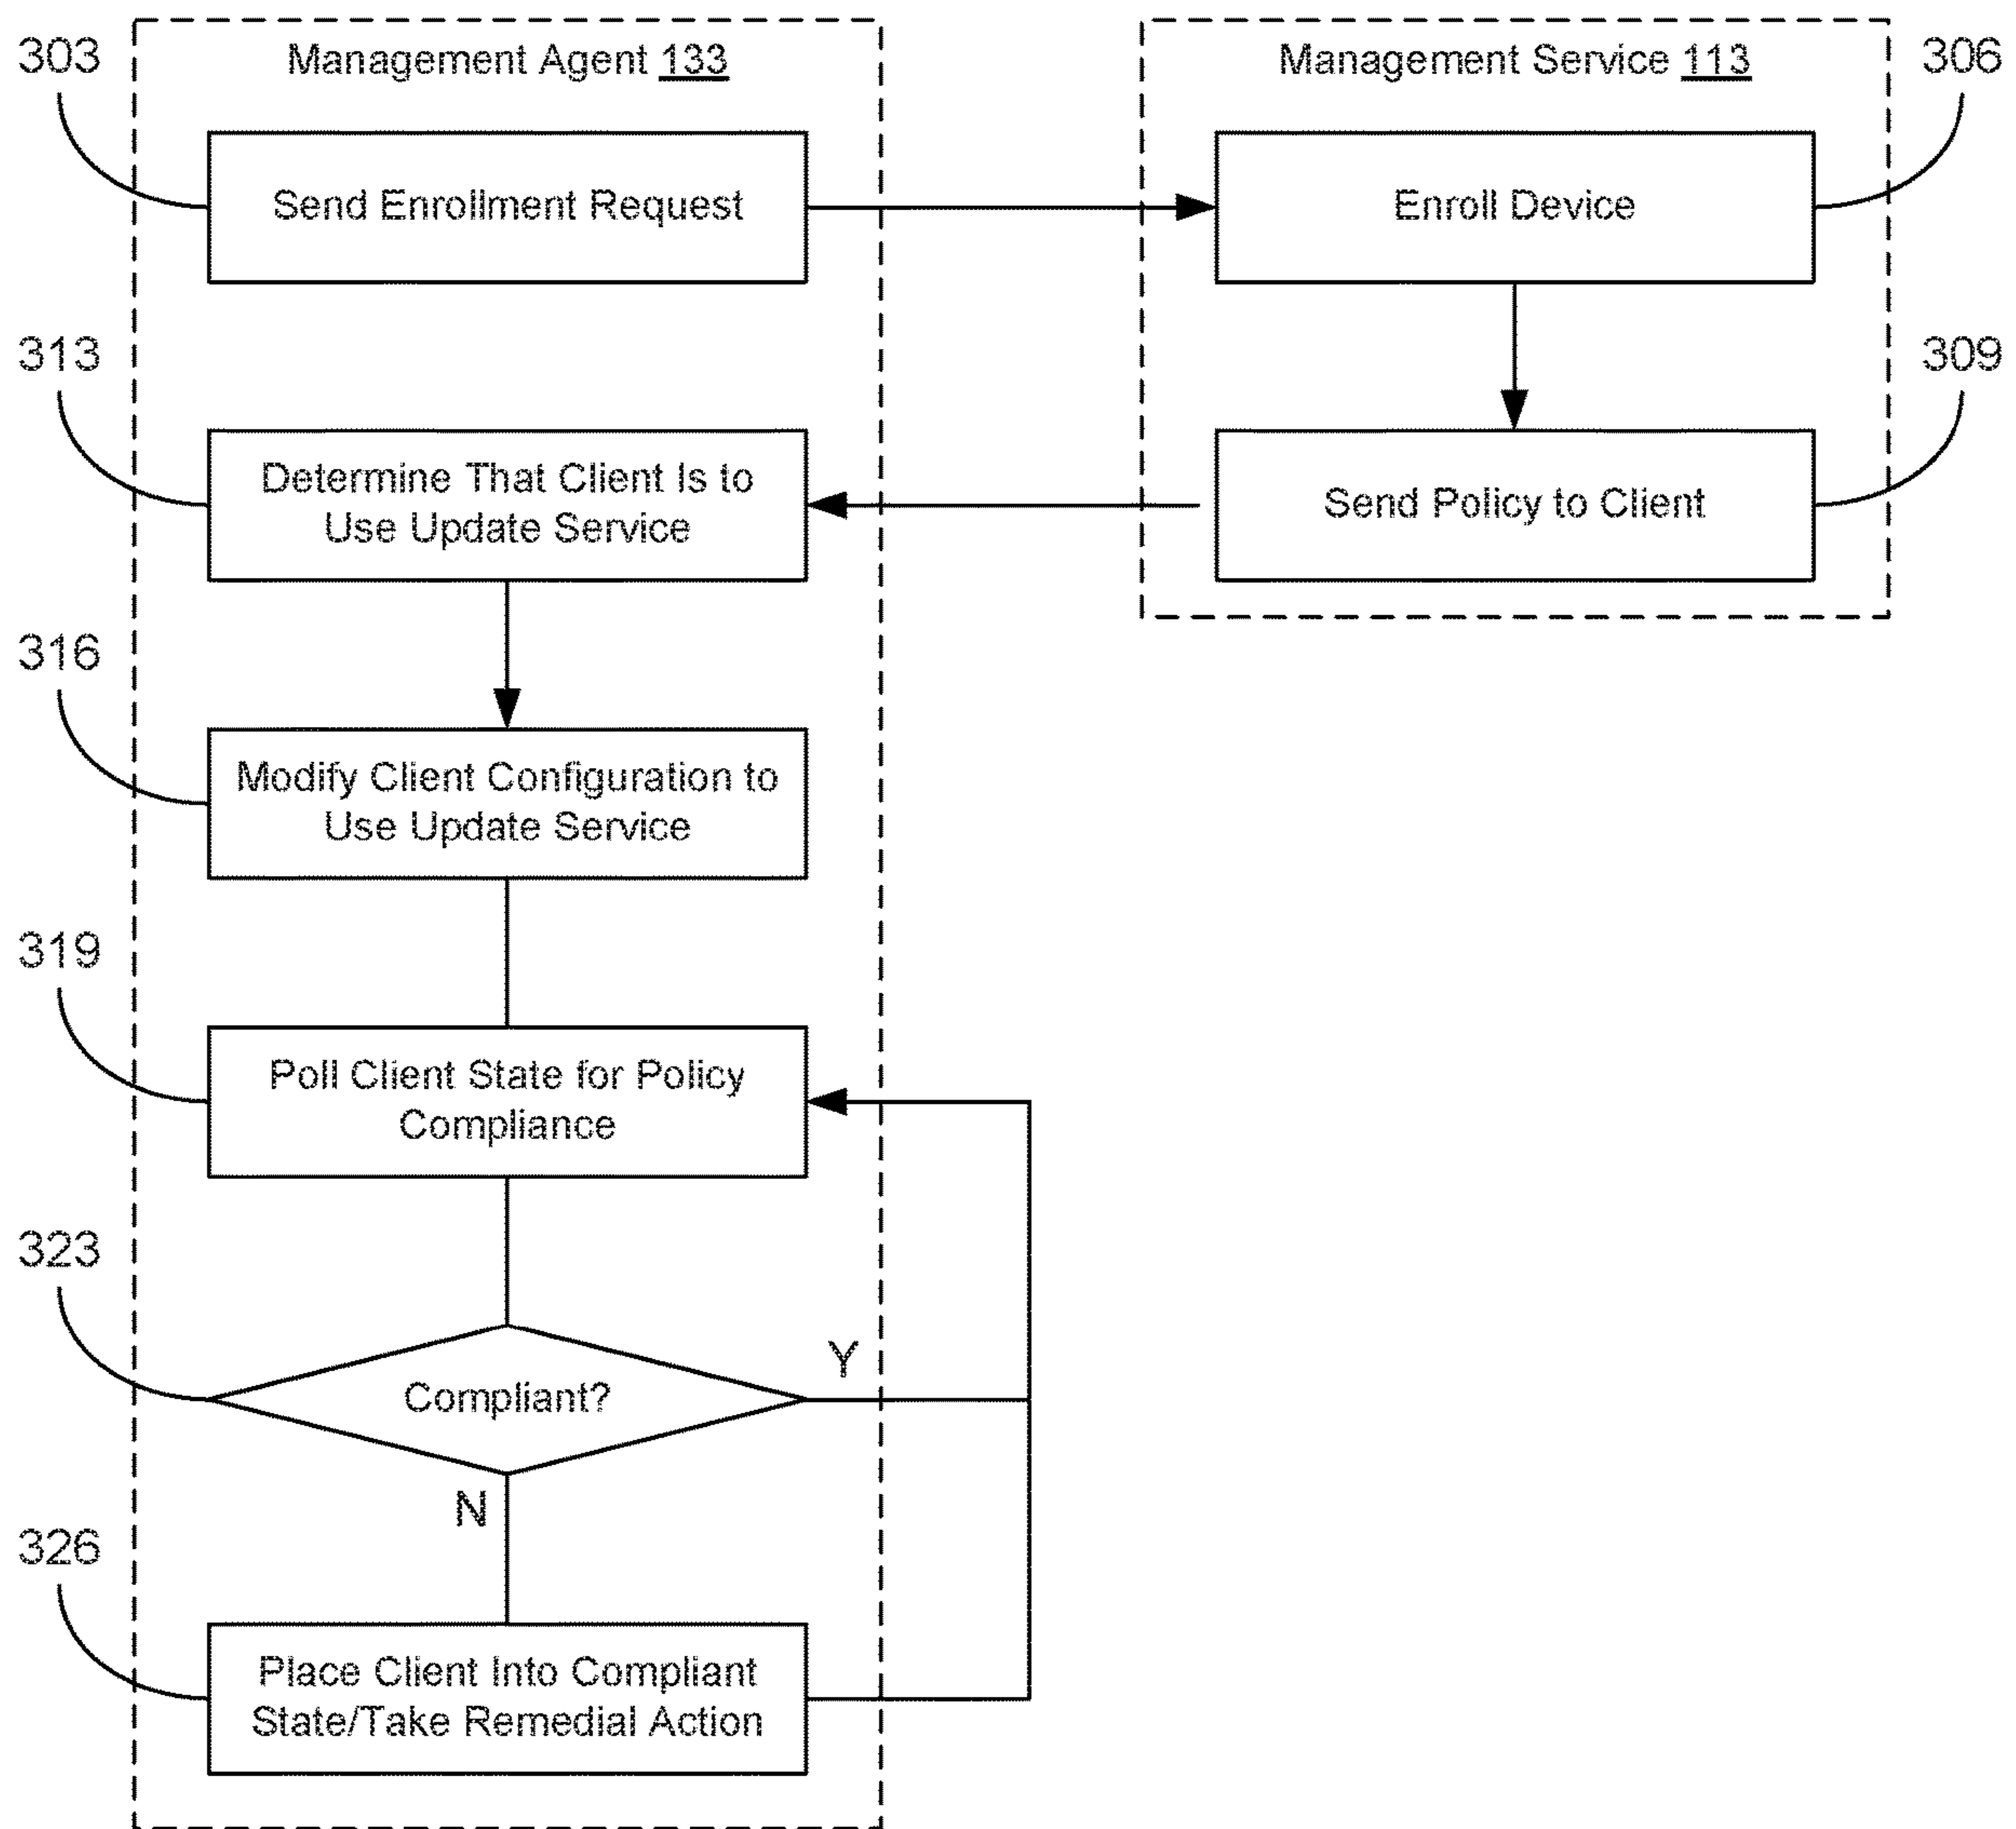 303
Management Agent 133
Management Service 113
306
Send Enrollment Request
Enroll Device
313
309
Determine That Client Is to
Use Update Service
Send Policy to Client
316
Modify Client Configuration to
Use Update Service
319
Poll Client State for Policy
Compliance
323
Compliant?
Y
N
326
Place Client Into Compliant
State/Take Remedial Action